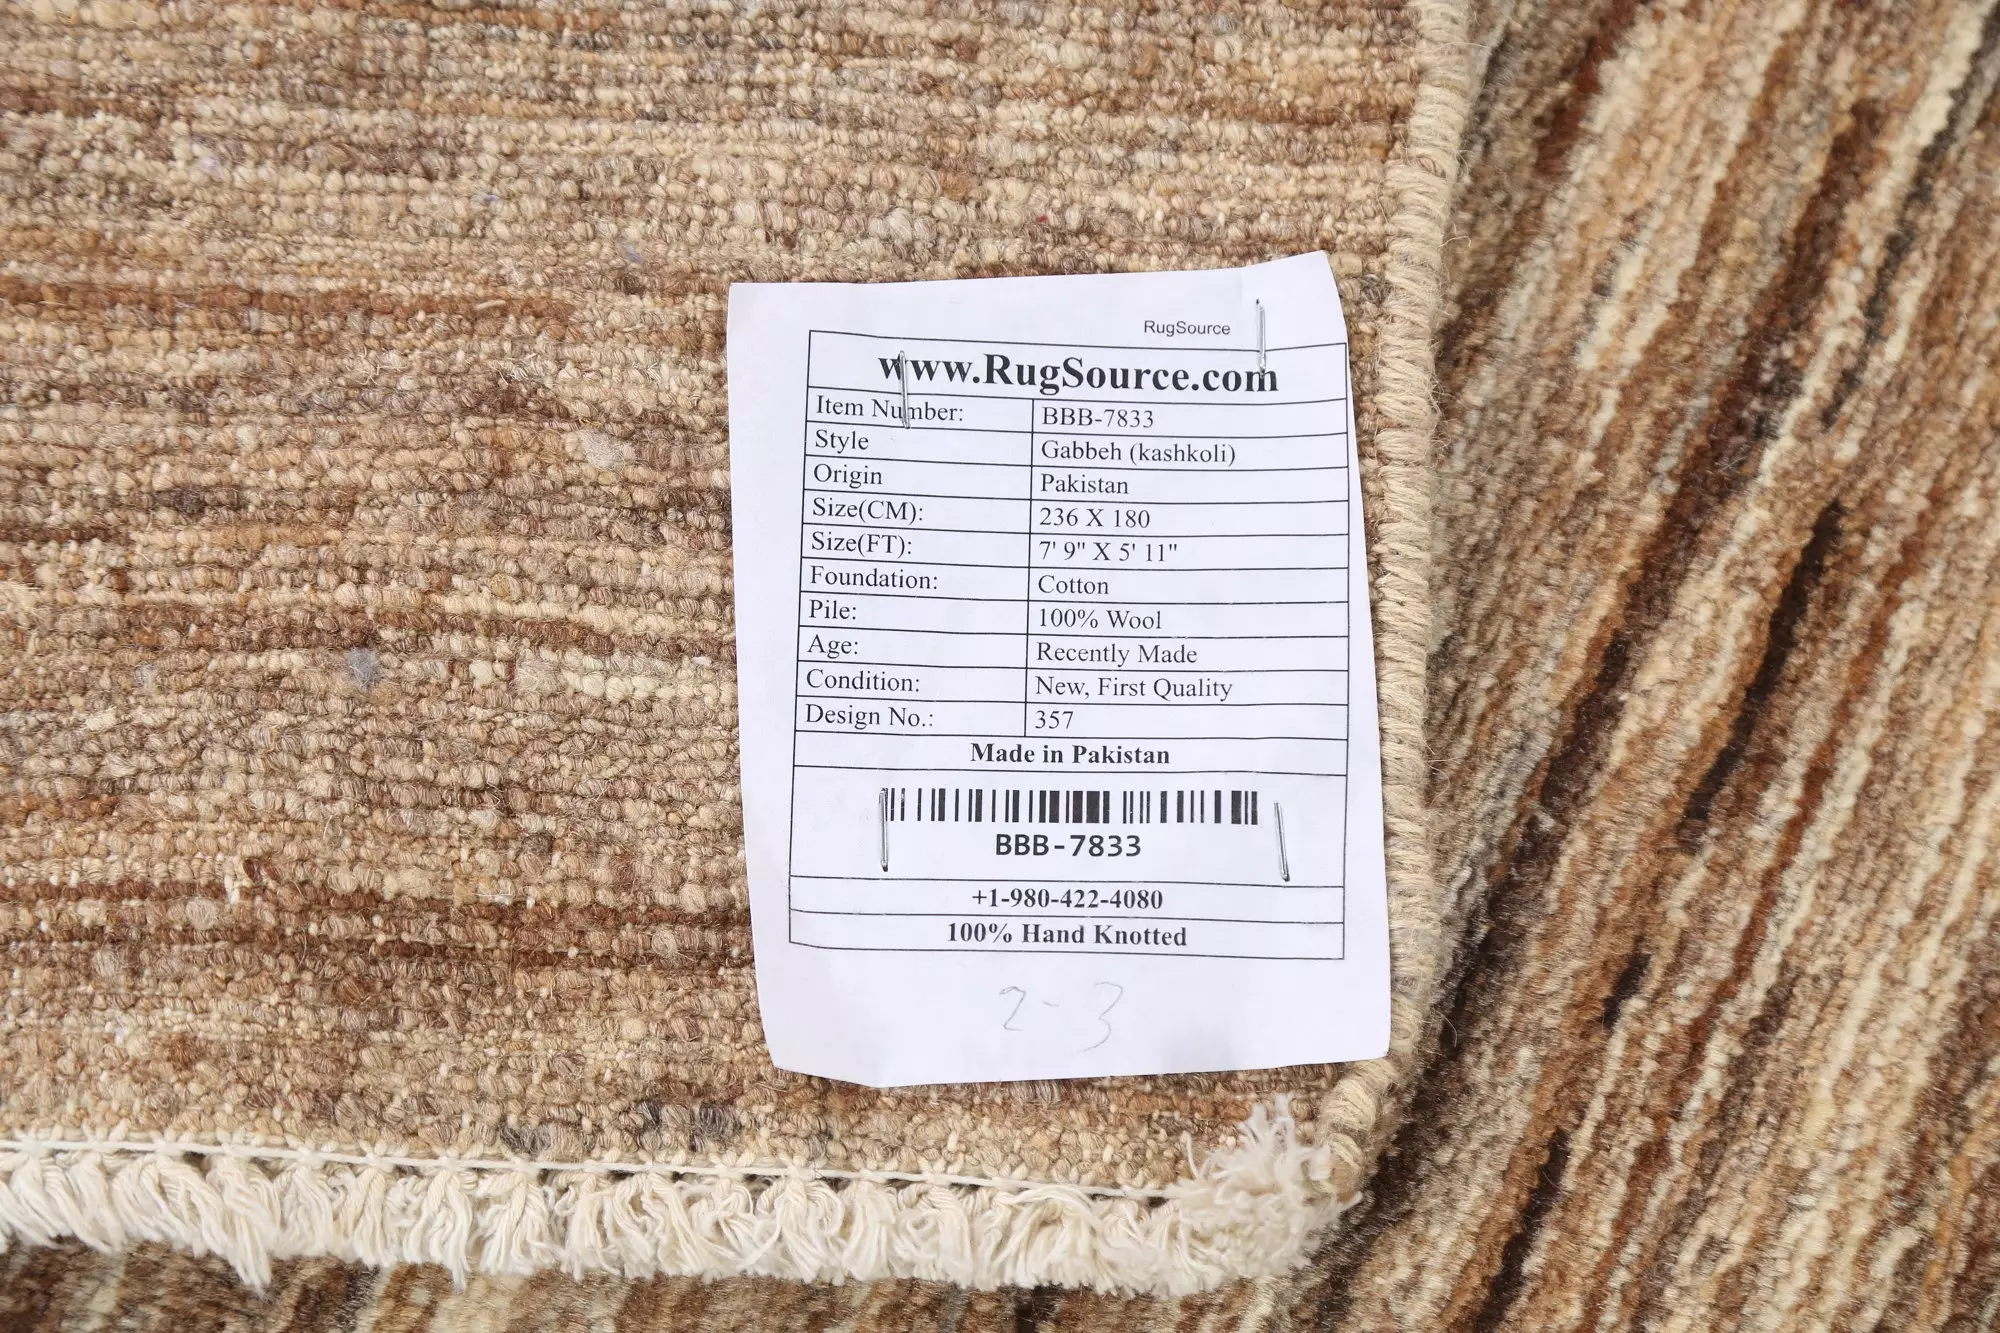 RugSource
www.RugSource.com
Item Number: BBB-7833
Style Gabbeh (kashkoli)
Origin Pakistan
Size(CM): 236 X 180
Size(FT): 7' 9" X 5' 11"
Foundation: Cotton
Pile: 100% Wool
Age: Recently Made
Condition: New, First Quality
Design No.: 357
Made in Pakistan
BBB-7833
+1-980-422-4080
100% Hand Knotted
2-3